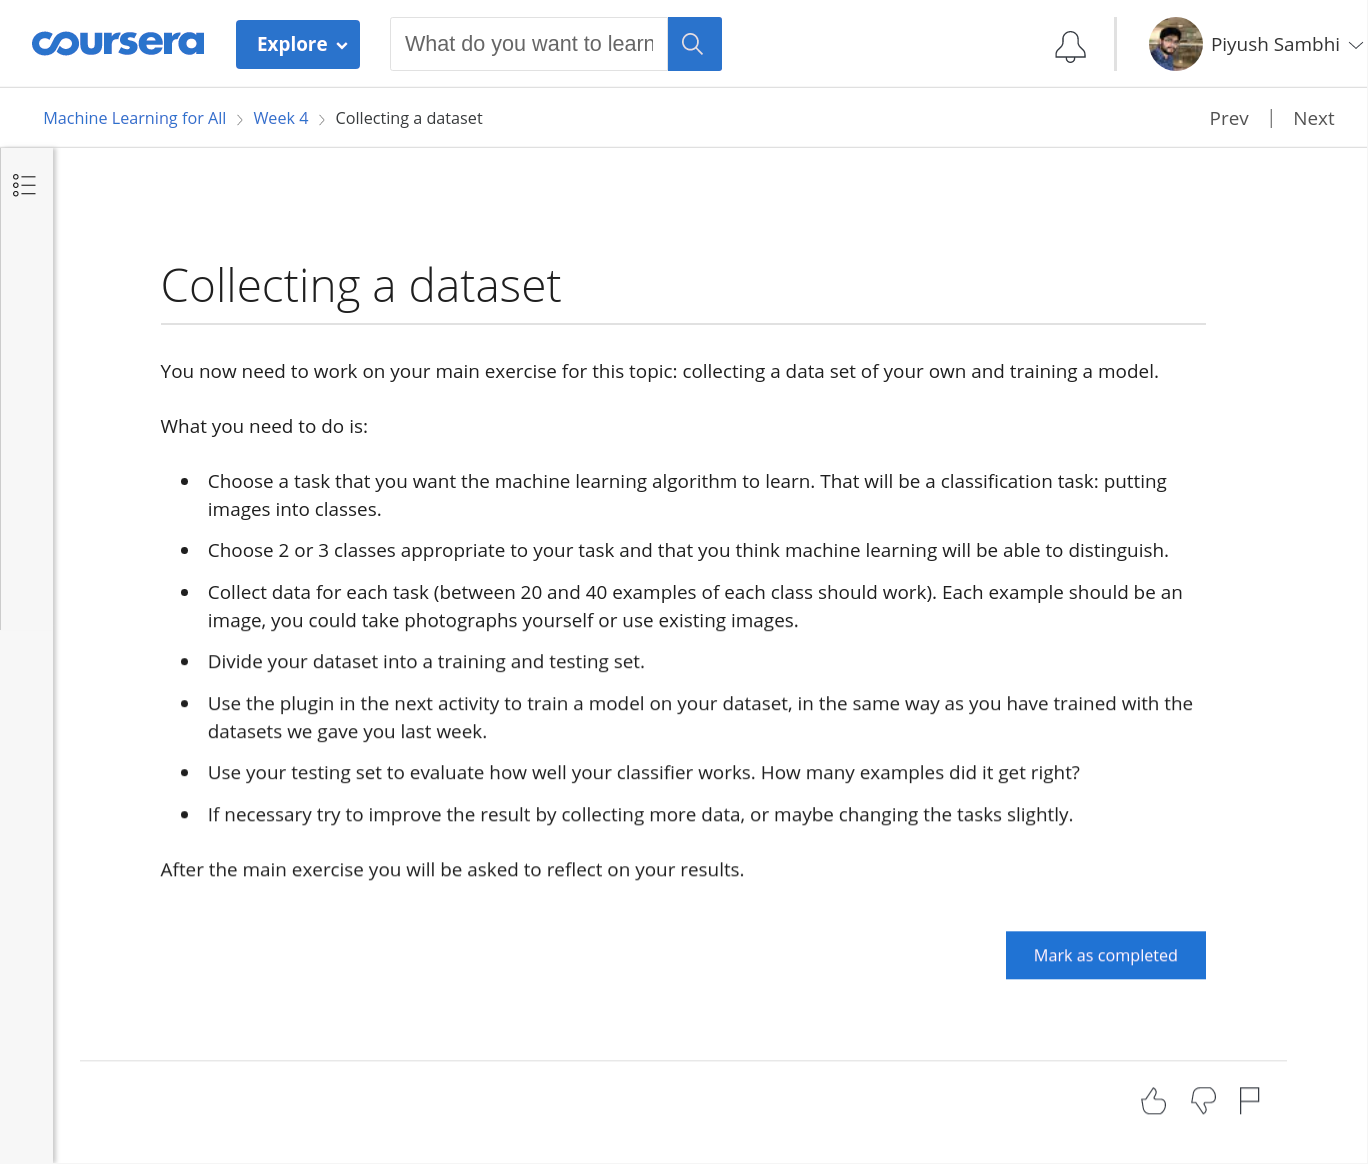 coursera
Explore
What do you want to learn
Piyush Sambhi
Machine Learning for All
Week 4
Collecting a dataset
Prev
Next
Collecting a dataset
You now need to work on your main exercise for this topic: collecting a data set of your own and training a model.
What you need to do is:
Choose a task that you want the machine learning algorithm to learn. That will be a classification task: putting
images into classes.
Choose 2 or 3 classes appropriate to your task and that you think machine learning will be able to distinguish.
Collect data for each task (between 20 and 40 examples of each class should work). Each example should be an
image, you could take photographs yourself or use existing images.
Divide your dataset into a training and testing set.
Use the plugin in the next activity to train a model on your dataset, in the same way as you have trained with the
datasets we gave you last week.
Use your testing set to evaluate how well your classifier works. How many examples did it get right?
If necessary try to improve the result by collecting more data, or maybe changing the tasks slightly.
After the main exercise you will be asked to reflect on your results.
Mark as completed